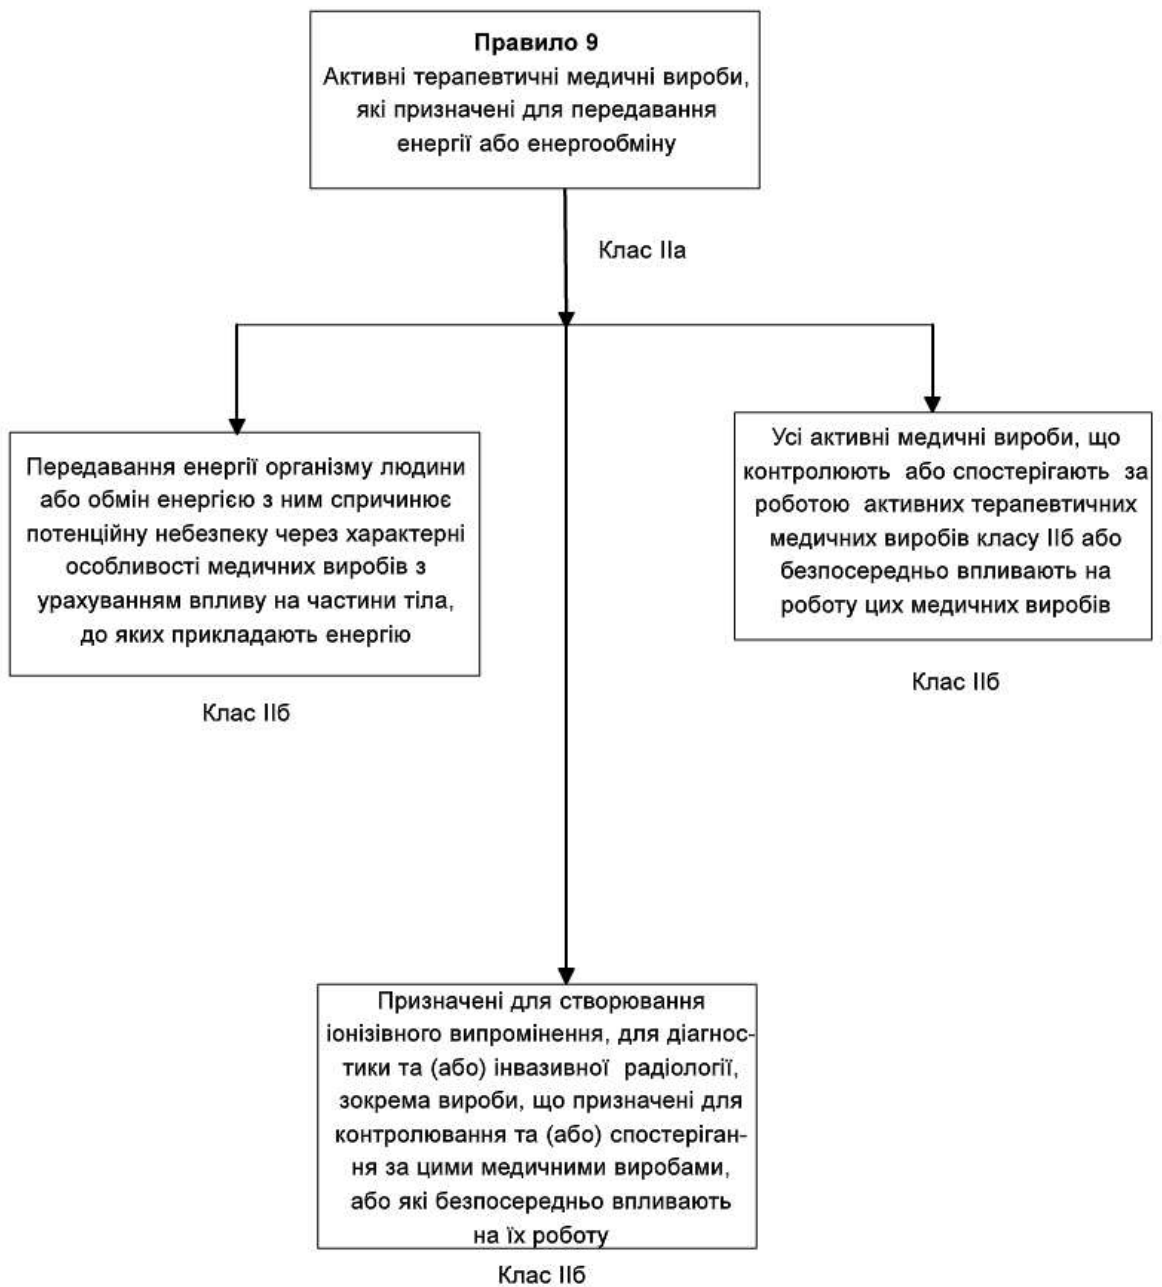 Правило 9
Активні терапевтичні медичні вироби,
які призначені для передавання
енергії або енергообміну
Клас IIа
Передавання енергії організму людини
або обмін енергією з ним спричинює
потенційну небезпеку через характерні
особливості медичних виробів з
урахуванням впливу на частини тіла,
до яких прикладають енергію
Клас IIб
Усі активні медичні вироби, що
контролюють або спостерігають за
роботою активних терапевтичних
медичних виробів класу IIб або
безпосередньо впливають на
роботу цих медичних виробів
Клас IIб
Призначені для створювання
іонізівного випромінення, для діагнос-
тики та (або) інвазивної радіології,
зокрема вироби, що призначені для
контролювання та (або) спостеріган-
ня за цими медичними виробами,
або які безпосередньо впливають
на їх роботу
Клас IIб